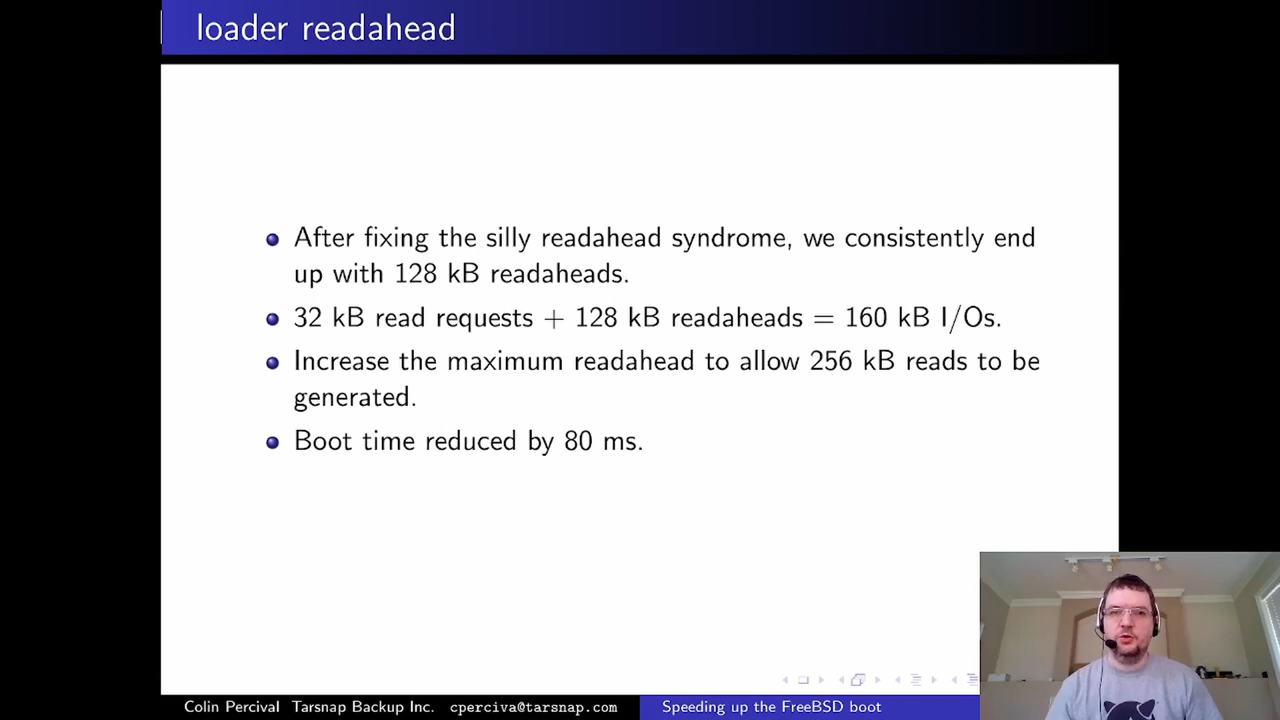 loader readahead
After fixing the silly readahead syndrome, we consistently end
up with 128 kB readaheads.
32 kB read requests + 128 kB readaheads = 160 kB I/Os.
Increase the maximum readahead to allow 256 kB reads to be
generated.
Boot time reduced by 80 ms.
Colin Percival Tarsnap Backup Inc. cperciva@tarsnap.com
Speeding up the FreeBSD boot